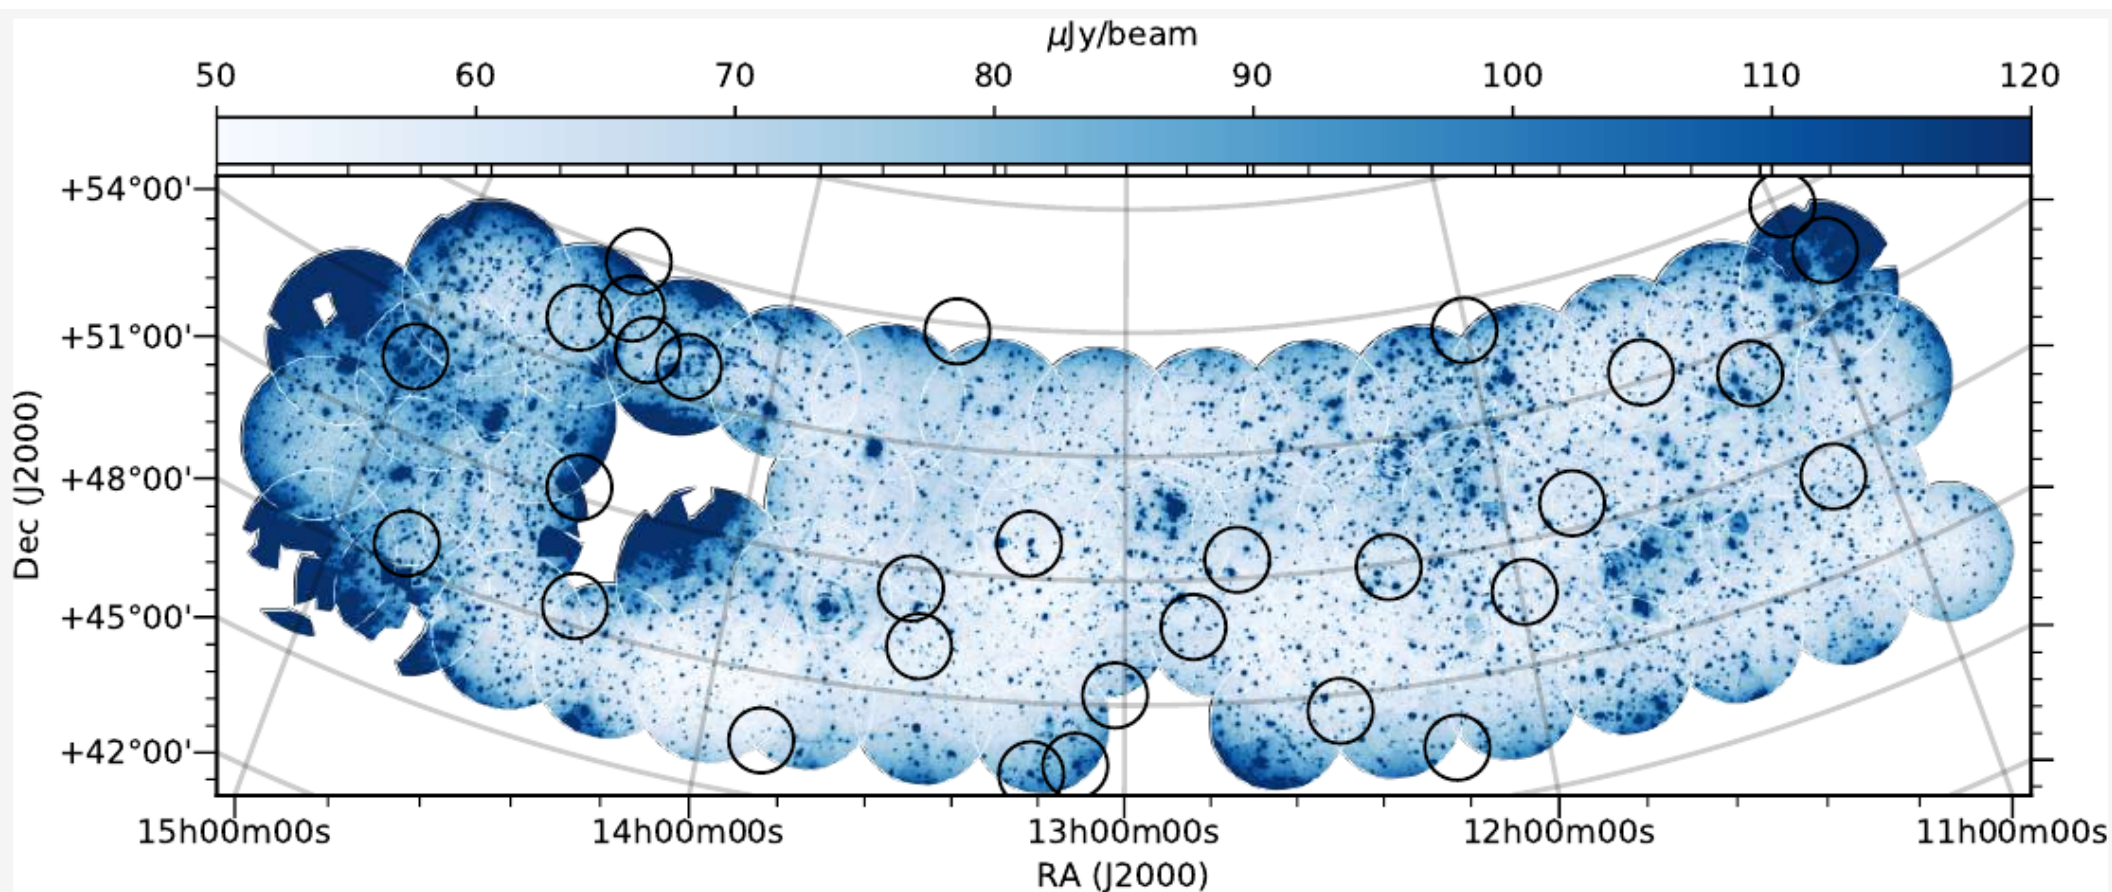 μJy/beam
50 60 70 80 90 100 110 120
+54°00'
+51°00'
+48°00'
+45°00'
+42°00'
Dec (J2000)
15h00m00s 14h00m00s 13h00m00s 12h00m00s 11h00m00s
RA (J2000)